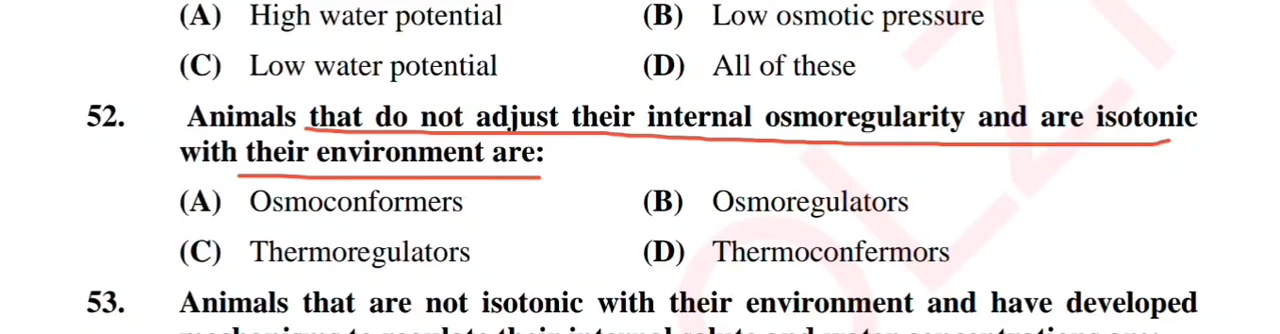 (A) High water potential (B) Low osmotic pressure
(C) Low water potential (D) All of these
52. Animals that do not adjust their internal osmoregularity and are isotonic
with their environment are:
(A) Osmoconformers (B) Osmoregulators
(C) Thermoregulators (D) Thermoconfermors
53. Animals that are not isotonic with their environment and have developed